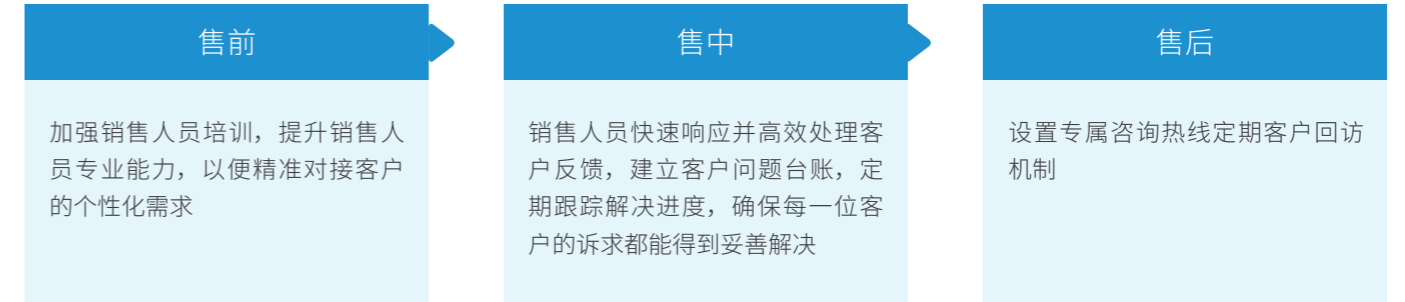 售前
加强销售人员培训，提升销售人
员专业能力，以便精准对接客户
的个性化需求
售中
销售人员快速响应并高效处理客
户反馈，建立客户问题台账，定
期跟踪解决进度，确保每一位客
户的诉求都能得到妥善解决
售后
设置专属咨询热线定期客户回访
机制